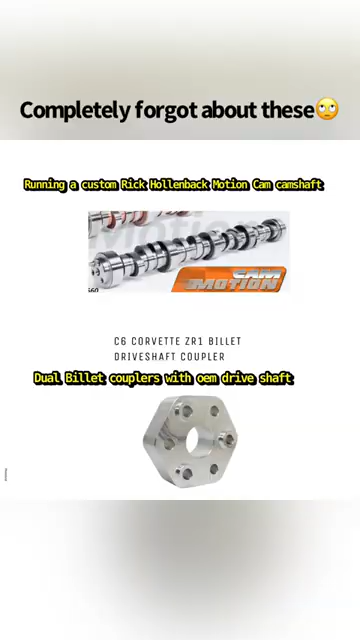 Completely forgot about these🙄
Running a custom Rick Hollenback Motion Cam camshaft
Motion
CAM
MOTION
C6 CORVETTE ZR1 BILLET
DRIVESHAFT COUPLER
Dual Billet couplers with oem drive shaft